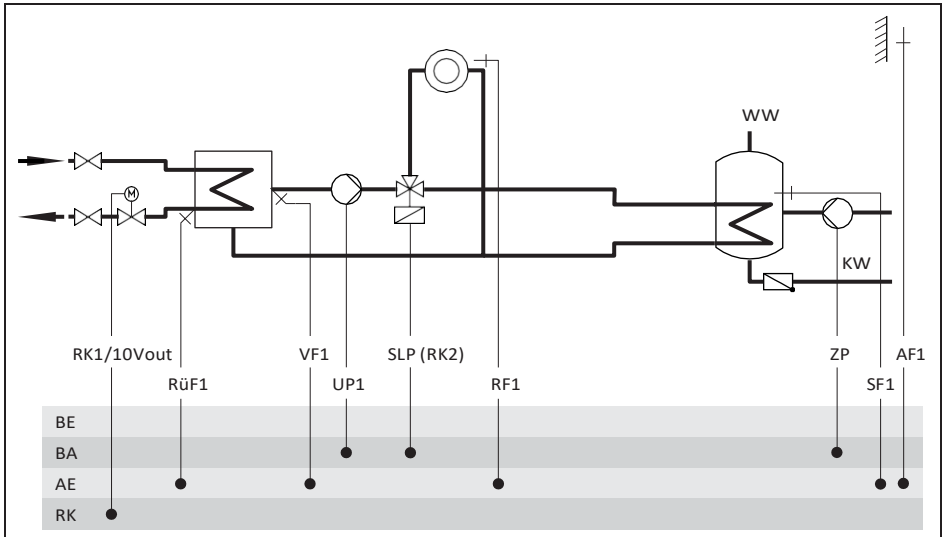 WW
M
KW
RK1/10Vout
VF1
SLP (RK2)
ZP
AF1
RüF1
UP1
RF1
SF1
BE
BA
AE
RK